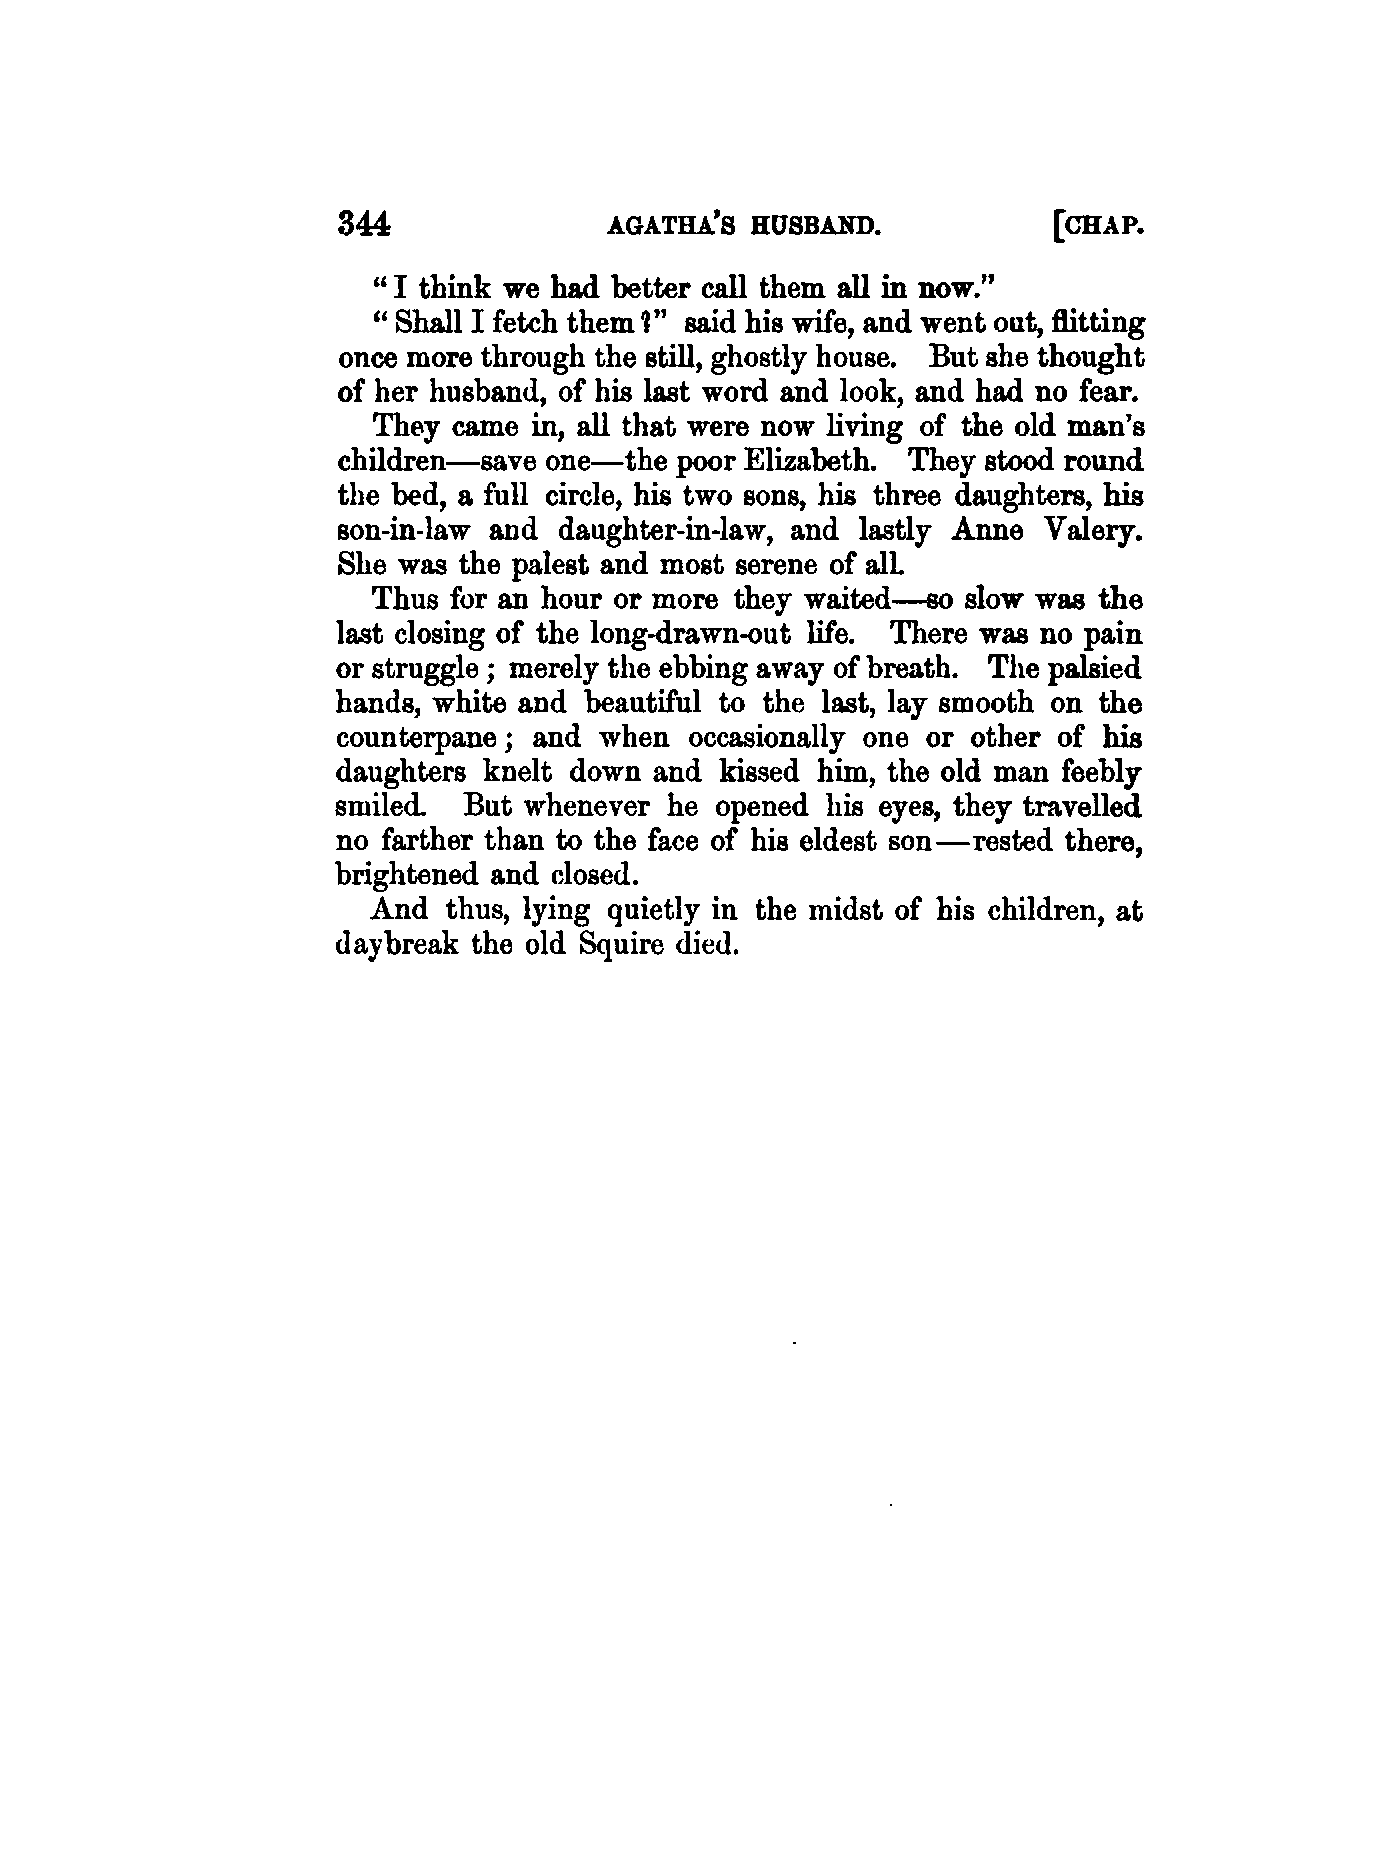 344 AGATHA'S HUSBAND. [CHAP.
"I think we had better call them all in now."
"Shall I fetch them?" said his wife, and went out, flitting
once more through the still, ghostly house. But she thought
of her husband, of his last word and look, and had no fear.
They came in, all that were now living of the old man's
children—save one—the poor Elizabeth. They stood round
the bed, a full circle, his two sons, his three daughters, his
son-in-law and daughter-in-law, and lastly Anne Valery.
She was the palest and most serene of all.
Thus for an hour or more they waited—so slow was the
last closing of the long-drawn-out life. There was no pain
or struggle; merely the ebbing away of breath. The palsied
hands, white and beautiful to the last, lay smooth on the
counterpane; and when occasionally one or other of his
daughters knelt down and kissed him, the old man feebly
smiled. But whenever he opened his eyes, they travelled
no farther than to the face of his eldest son—rested there,
brightened and closed.
And thus, lying quietly in the midst of his children, at
daybreak the old Squire died.